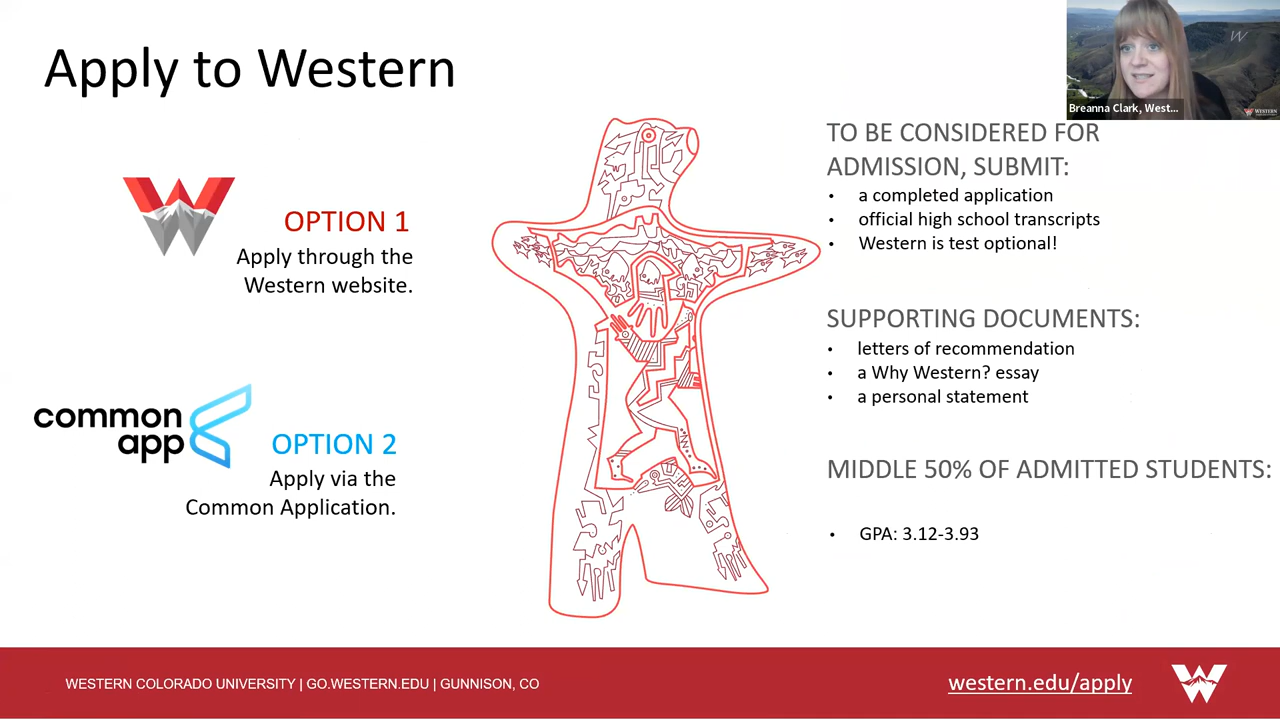 Apply to Western
Breanna Clark, West...
W
WESTERN
OPTION 1
Apply through the
Western website.
common
app
OPTION 2
Apply via the
Common Application.
TO BE CONSIDERED FOR
ADMISSION, SUBMIT:
• a completed application
• official high school transcripts
• Western is test optional!
SUPPORTING DOCUMENTS:
• letters of recommendation
• a Why Western? essay
• a personal statement
MIDDLE 50% OF ADMITTED STUDENTS:
• GPA: 3.12-3.93
WESTERN COLORADO UNIVERSITY | GO.WESTERN.EDU | GUNNISON, CO
western.edu/apply